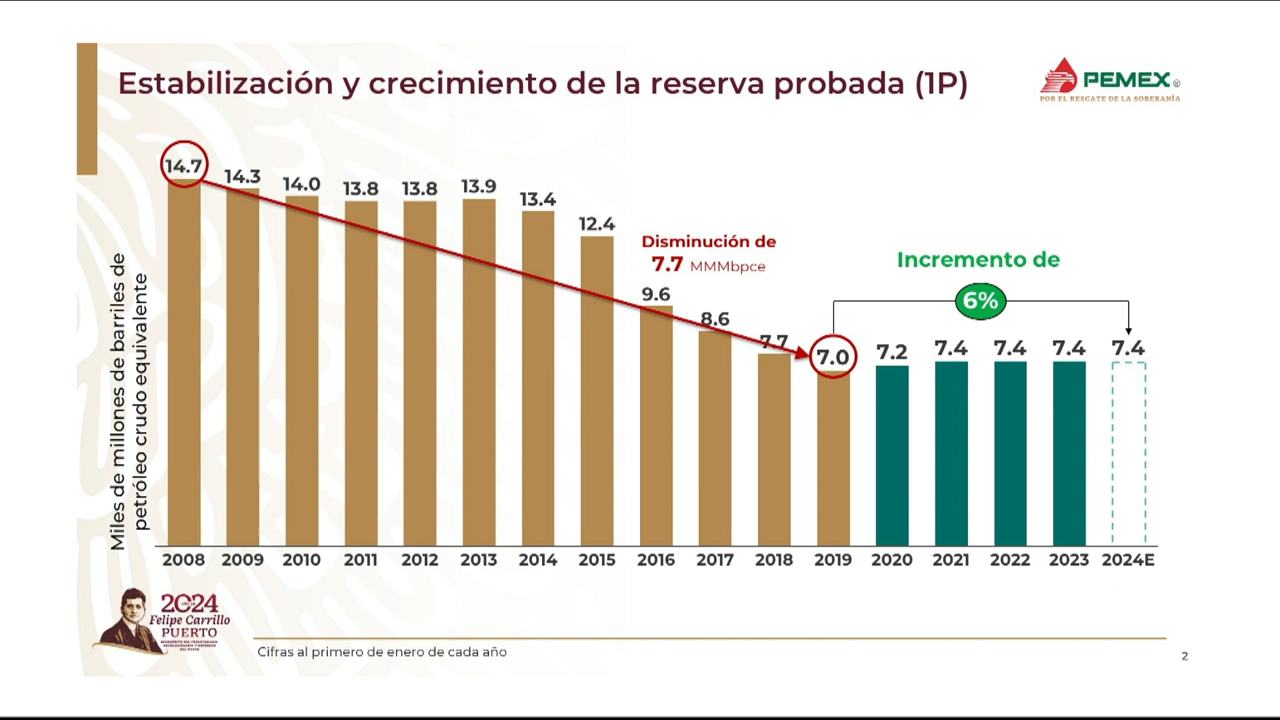 Estabilización y crecimiento de la reserva probada (1P)
PEMEX®
POR EL RESCATE DE LA SOBERANÍA
Miles de millones de barriles de
petróleo crudo equivalente
14.7
14.3
14.0
13.8
13.8
13.9
13.4
12.4
9.6
8.6
7.7
7.0
7.2
7.4
7.4
7.4
7.4
Disminución de
7.7 MMMbpce
Incremento de
6%
2008 2009 2010 2011 2012 2013 2014 2015 2016 2017 2018 2019 2020 2021 2022 2023 2024E
2024
Felipe Carrillo
PUERTO
Cifras al primero de enero de cada año
2